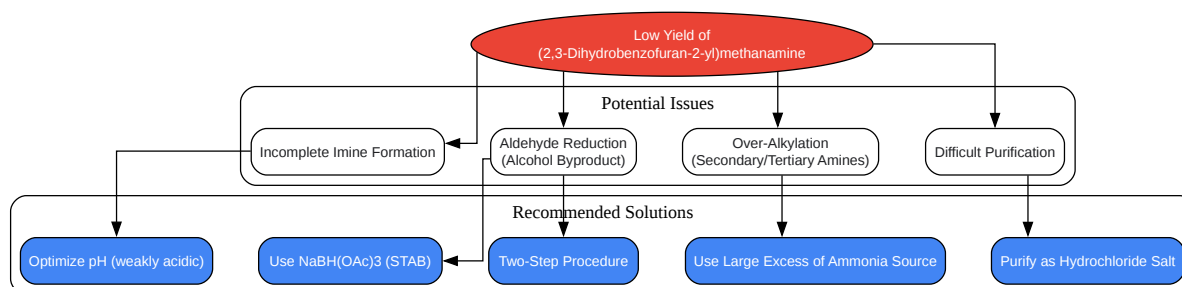 Low Yield of
(2,3-Dihydrobenzofuran-2-yl)methanamine
Potential Issues
Incomplete Imine Formation
Aldehyde Reduction
(Alcohol Byproduct)
Over-Alkylation
(Secondary/Tertiary Amines)
Difficult Purification
Recommended Solutions
Optimize pH (weakly acidic)
Use NaBH(OAc)3 (STAB)
Two-Step Procedure
Use Large Excess of Ammonia Source
Purify as Hydrochloride Salt